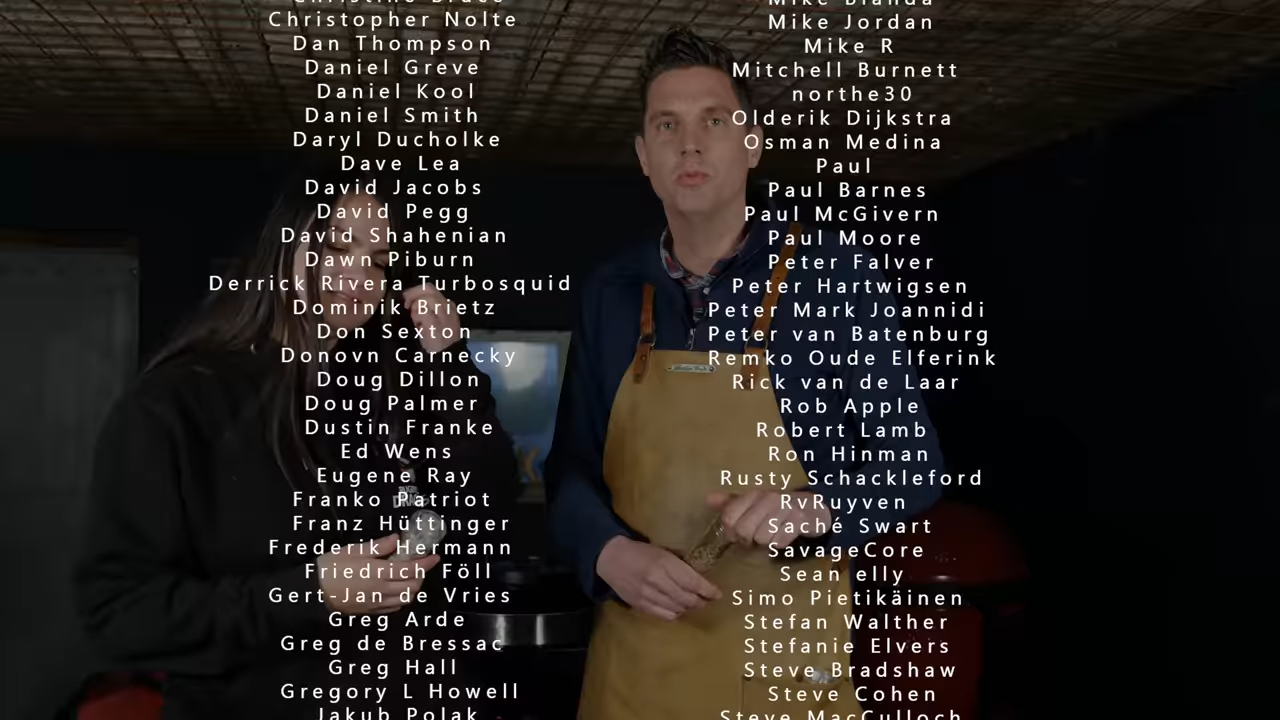 Christopher Nolte
Dan Thompson
Daniel Greve
Daniel Kool
Daniel Smith
Daryl Ducholke
Dave Lea
David Jacobs
David Pegg
David Shahenian
Dawn Piburn
Derrick Rivera Turbosquid
Dominik Brietz
Don Sexton
Donovn Carnecky
Doug Dillon
Doug Palmer
Dustin Franke
Ed Wens
Eugene Ray
Franko Patriot
Franz Hüttinger
Frederik Hermann
Friedrich Föll
Gert-Jan de Vries
Greg Arde
Greg de Bressac
Greg Hall
Gregory L Howell
Jakub Polak
Mike Jordan
Mike R
Mitchell Burnett
northe30
Olderik Dijkstra
Osman Medina
Paul
Paul Barnes
Paul McGivern
Paul Moore
Peter Falver
Peter Hartwigsen
Peter Mark Joannidi
Peter van Batenburg
Remko Oude Elferink
Rick van de Laar
Rob Apple
Robert Lamb
Ron Hinman
Rusty Schackleford
RvRuyven
Saché Swart
SavageCore
Sean elly
Simo Pietikäinen
Stefan Walther
Stefanie Elvers
Steve Bradshaw
Steve Cohen
Steve MacCulloch